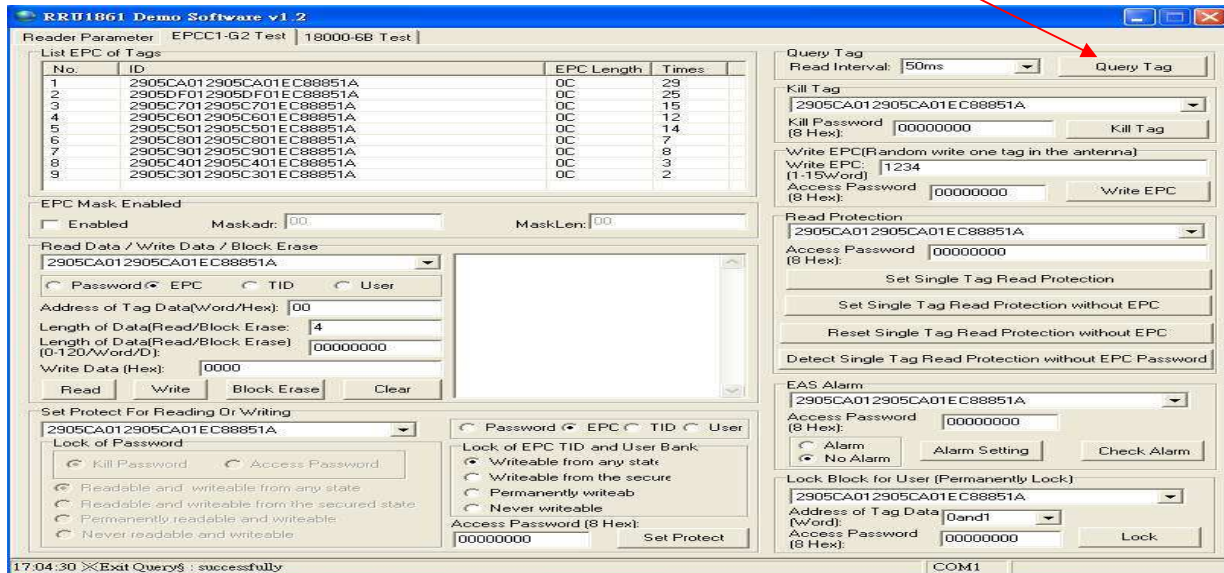 RRU1861 Demo Software v1.2
Reader Parameter EPCC1-G2 Test 18000-6B Test
List EPC of Tags
No. ID EPC Length Times
1 2905CA012905CA01EC88851A 0C 29
2 2905DF012905DF01EC88851A 0C 25
3 2905C7012905C701EC88851A 0C 15
4 2905C6012905C601EC88851A 0C 12
5 2905C5012905C501EC88851A 0C 14
6 2905C8012905C801EC88851A 0C 7
7 2905C9012905C901EC88851A 0C 8
8 2905C4012905C401EC88851A 0C 3
9 2905C3012905C301EC88851A 0C 2
EPC Mask Enabled
Enabled Maskadr: 00 MaskLen: 00
Read Data / Write Data / Block Erase
2905CA012905CA01EC88851A
Password EPC TID User
Address of Tag Data(Word/Hex): 00
Length of Data(Read/Block Erase: 4
Length of Data(Read/Block Erase)
(0-120/Word/D): 00000000
Write Data (Hex): 0000
Read Write Block Erase Clear
Set Protect For Reading Or Writing
2905CA012905CA01EC88851A
Lock of Password
Kill Password Access Password
Readable and writeable from any state
Readable and writeable from the secured state
Permanently readable and writeable
Never readable and writeable
Password EPC TID User
Lock of EPC TID and User Bank
Writeable from any state
Writeable from the secure
Permanently writeab
Never writeable
Access Password (8 Hex):
00000000 Set Protect
Query Tag
Read Interval: 50ms Query Tag
Kill Tag
2905CA012905CA01EC88851A
Kill Password
(8 Hex): 00000000 Kill Tag
Write EPC(Random write one tag in the antenna)
Write EPC: 1234
(1-15Word)
Access Password
(8 Hex): 00000000 Write EPC
Read Protection
2905CA012905CA01EC88851A
Access Password
(8 Hex): 00000000
Set Single Tag Read Protection
Set Single Tag Read Protection without EPC
Reset Single Tag Read Protection without EPC
Detect Single Tag Read Protection without EPC Password
EAS Alarm
2905CA012905CA01EC88851A
Access Password
(8 Hex): 00000000
Alarm
No Alarm Alarm Setting Check Alarm
Lock Block for User (Permanently Lock)
2905CA012905CA01EC88851A
Address of Tag Data
(Word): 0and1
Access Password
(8 Hex): 00000000 Lock
17:04:30 ※Exit Query§ : successfully COM1